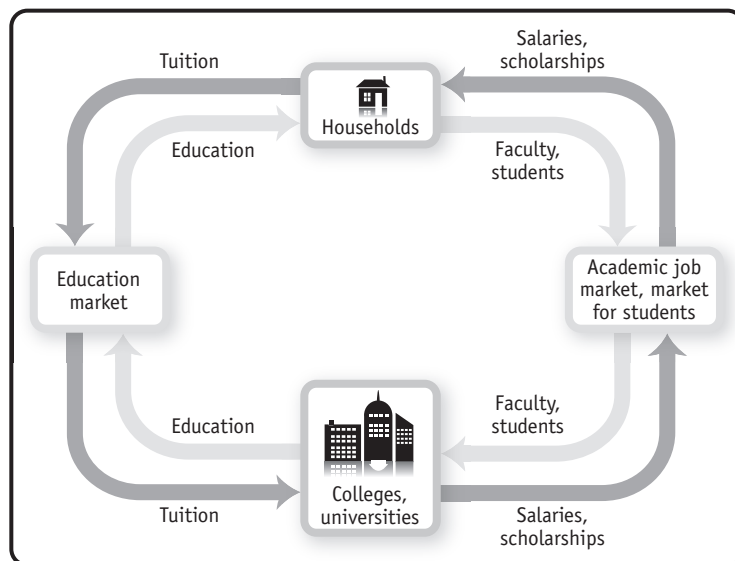 Tuition
Salaries,
scholarships
Households
Education
Faculty,
students
Education
market
Academic job
market, market
for students
Education
Faculty,
students
Colleges,
universities
Tuition
Salaries,
scholarships